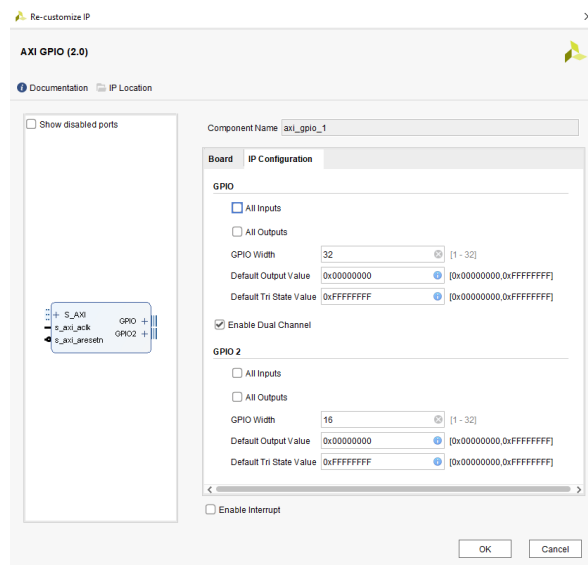 Re-customize IP
AXI GPIO (2.0)
Documentation IP Location
Show disabled ports
S_AXI
s_axi_aclk
s_axi_aresetn
GPIO
GPIO2
Component Name axi_gpio_1
Board IP Configuration
GPIO
All Inputs
All Outputs
GPIO Width 32 [1 - 32]
Default Output Value 0x00000000 [0x00000000,0xFFFFFFFF]
Default Tri State Value 0xFFFFFFFF [0x00000000,0xFFFFFFFF]
Enable Dual Channel
GPIO 2
All Inputs
All Outputs
GPIO Width 16 [1 - 32]
Default Output Value 0x00000000 [0x00000000,0xFFFFFFFF]
Default Tri State Value 0xFFFFFFFF [0x00000000,0xFFFFFFFF]
Enable Interrupt
OK Cancel